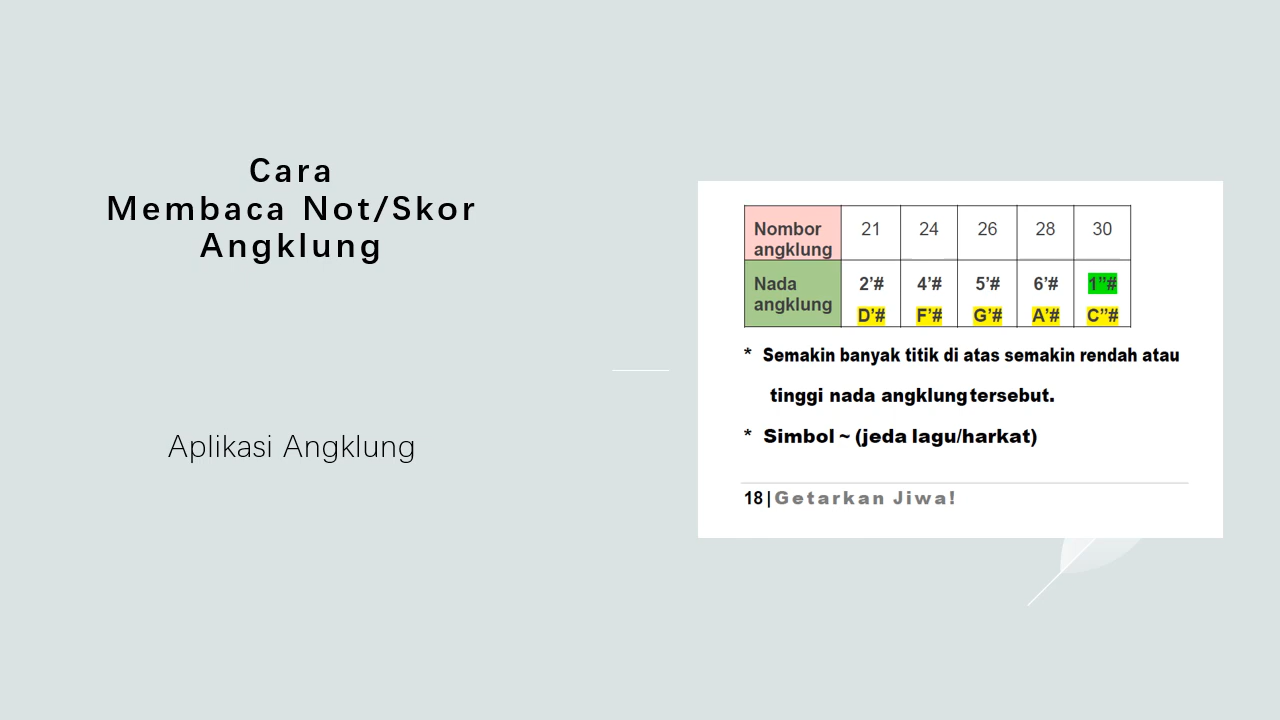 Cara
Membaca Not/Skor
Angklung
Aplikasi Angklung
Nombor angklung 21 24 26 28 30
Nada angklung 2’# 4’# 5’# 6’# 1”#
D’# F’# G’# A’# C”#
* Semakin banyak titik di atas semakin rendah atau
tinggi nada angklung tersebut.
* Simbol ~ (jeda lagu/harkat)
18|Getarkan Jiwa!